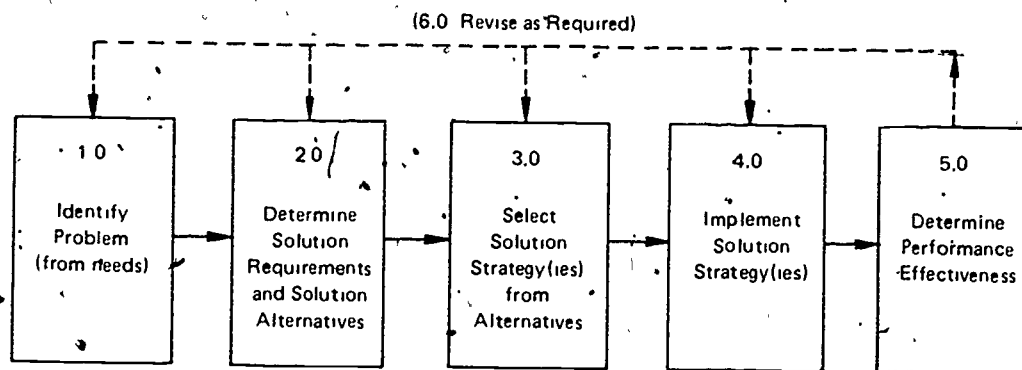 (6.0 Revise as Required)
1 0
Identify
Problem
(from needs)
2 0
Determine
Solution
Requirements
and Solution
Alternatives
3.0
Select
Solution
Strategy(ies)
from
Alternatives
4.0
Implement
Solution
Strategy(ies)
5.0
Determine
Performance
Effectiveness